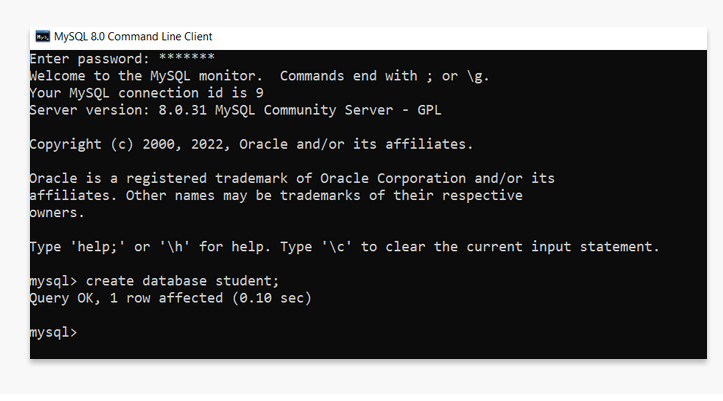 MySQL 8.0 Command Line Client
Enter password: *******
Welcome to the MySQL monitor.  Commands end with ; or \g.
Your MySQL connection id is 9
Server version: 8.0.31 MySQL Community Server - GPL
Copyright (c) 2000, 2022, Oracle and/or its affiliates.
Oracle is a registered trademark of Oracle Corporation and/or its
affiliates. Other names may be trademarks of their respective
owners.
Type 'help;' or '\h' for help. Type '\c' to clear the current input statement.
mysql> create database student;
Query OK, 1 row affected (0.10 sec)
mysql>